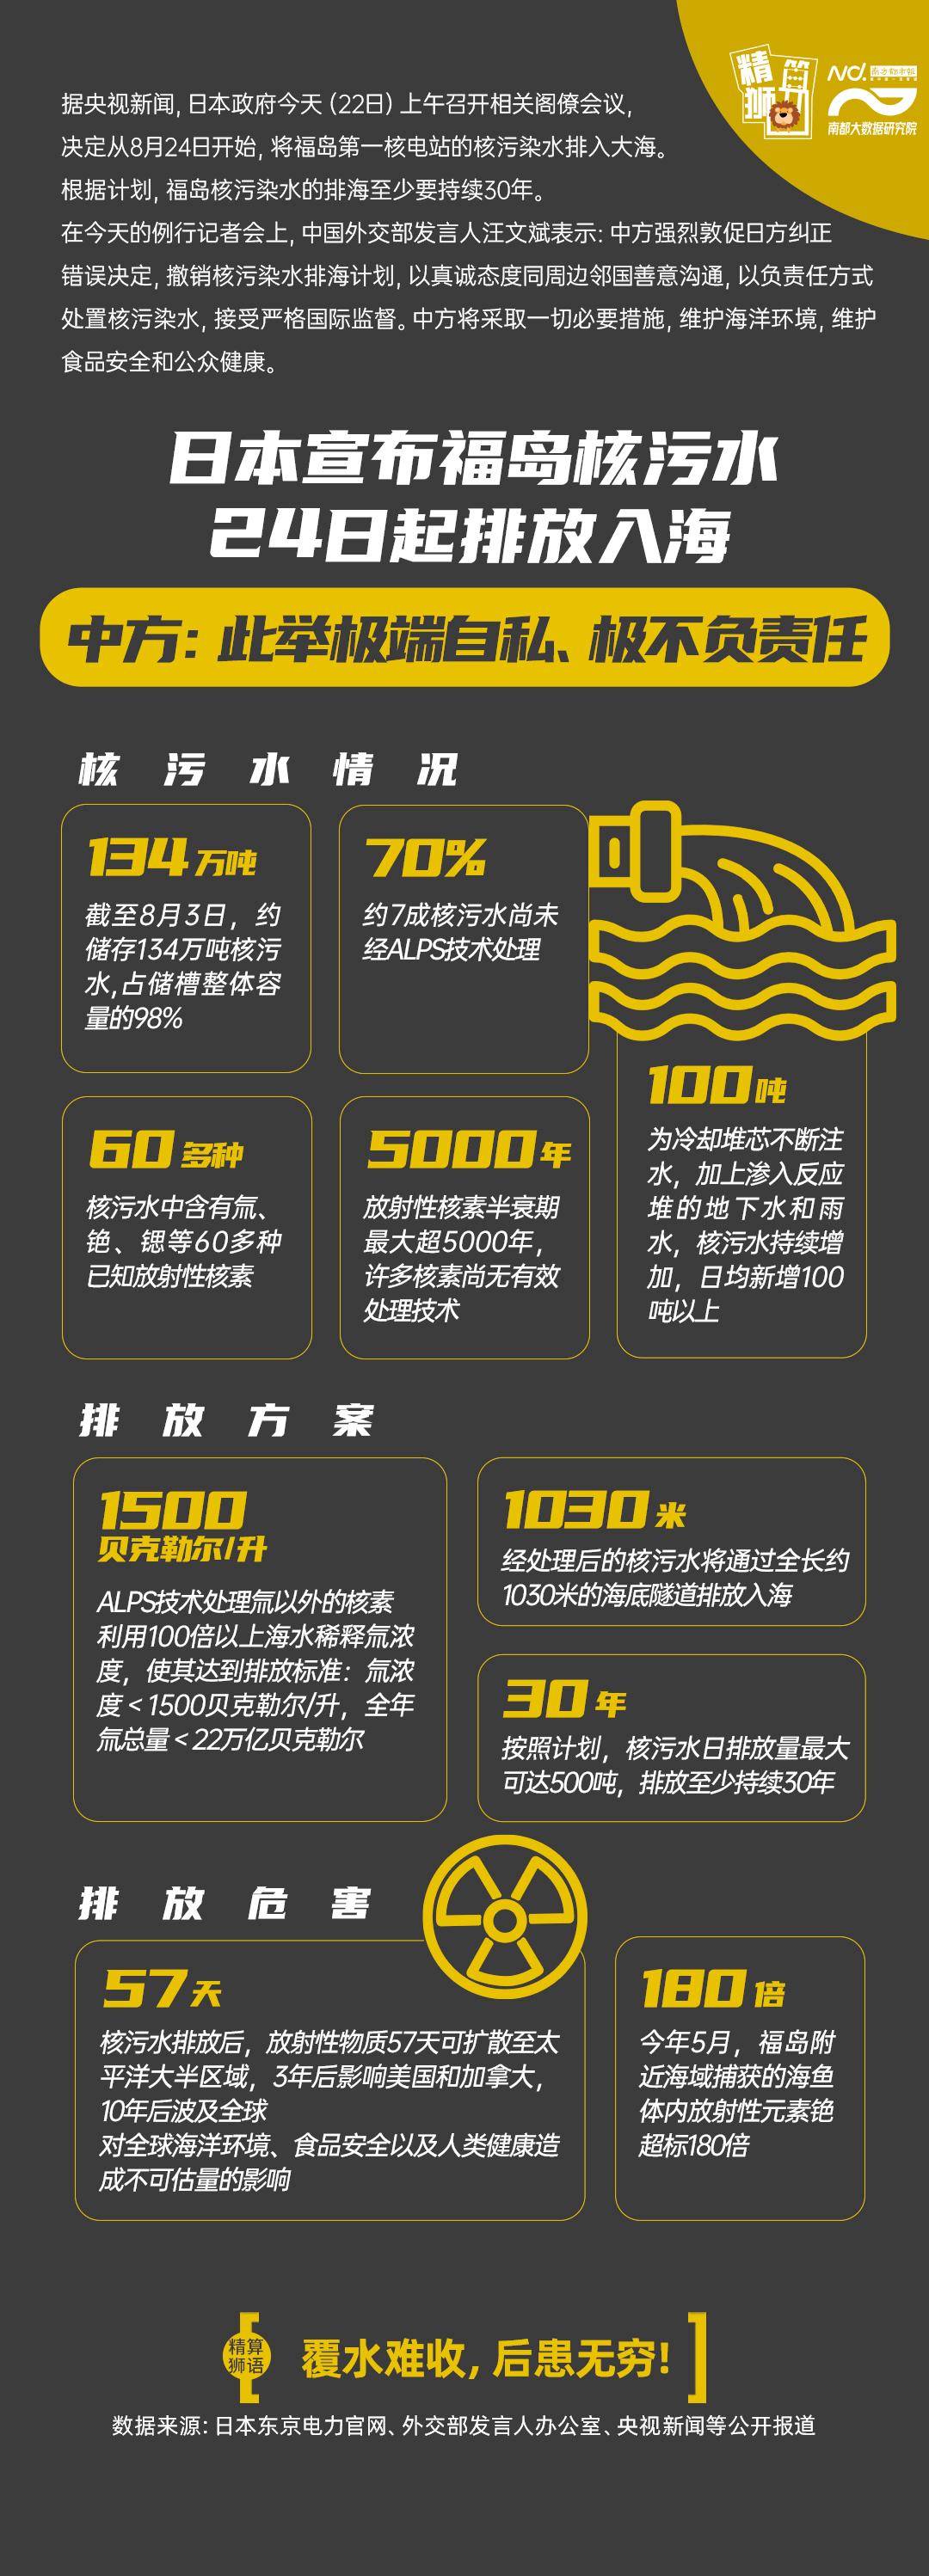 精算狮
Nd.南方都市报
南都大数据研究院
据央视新闻,日本政府今天(22日)上午召开相关阁僚会议,
决定从8月24日开始,将福岛第一核电站的核污染水排入大海。
根据计划,福岛核污染水的排海至少要持续30年。
在今天的例行记者会上,中国外交部发言人汪文斌表示:中方强烈敦促日方纠正
错误决定,撤销核污染水排海计划,以真诚态度同周边邻国善意沟通,以负责任方式
处置核污染水,接受严格国际监督。中方将采取一切必要措施,维护海洋环境,维护
食品安全和公众健康。
日本宣布福岛核污水
24日起排放入海
中方:此举极端自私、极不负责任
核污水情况
134万吨
截至8月3日,约
储存134万吨核污
水,占储槽整体容
量的98%
70%
约7成核污水尚未
经ALPS技术处理
60多种
核污水中含有氚、
铯、锶等60多种
已知放射性核素
5000年
放射性核素半衰期
最大超5000年,
许多核素尚无有效
处理技术
100吨
为冷却堆芯不断注
水,加上渗入反应
堆的地下水和雨
水,核污水持续增
加,日均新增100
吨以上
排放方案
1500
贝克勒尔/升
ALPS技术处理氚以外的核素
利用100倍以上海水稀释氚浓
度,使其达到排放标准:氚浓
度<1500贝克勒尔/升,全年
氚总量<22万亿贝克勒尔
1030米
经处理后的核污水将通过全长约
1030米的海底隧道排放入海
30年
按照计划,核污水日排放量最大
可达500吨,排放至少持续30年
排放危害
57天
核污水排放后,放射性物质57天可扩散至太
平洋大半区域,3年后影响美国和加拿大,
10年后波及全球
对全球海洋环境、食品安全以及人类健康造
成不可估量的影响
180倍
今年5月,福岛附
近海域捕获的海鱼
体内放射性元素铯
超标180倍
精算
狮语
覆水难收,后患无穷!
数据来源:日本东京电力官网、外交部发言人办公室、央视新闻等公开报道